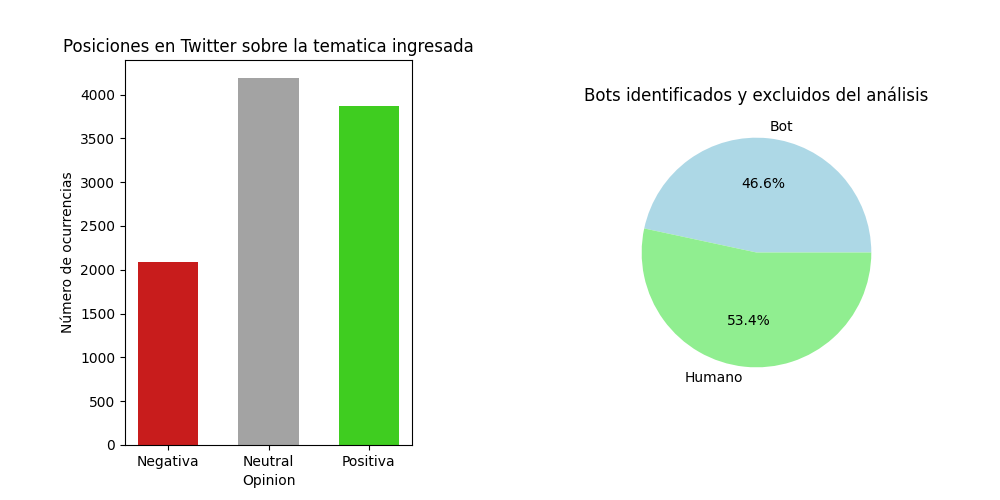 Posiciones en Twitter sobre la tematica ingresada
Número de ocurrencias
4000
3500
3000
2500
2000
1500
1000
500
0
Negativa
Neutral
Positiva
Opinion
Bots identificados y excluidos del análisis
Bot
46.6%
53.4%
Humano